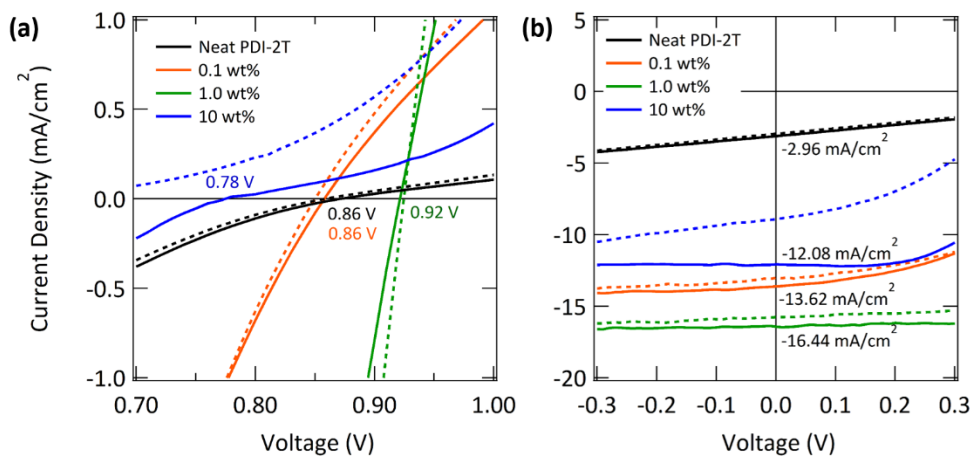 (a)
Current Density (mA/cm2)
1.0
0.5
0.0
-0.5
-1.0
Neat PDI-2T
0.1 wt%
1.0 wt%
10 wt%
0.78 V
0.86 V
0.86 V
0.92 V
0.70
0.80
0.90
1.00
Voltage (V)
(b)
5
0
-5
-10
-15
-20
Neat PDI-2T
0.1 wt%
1.0 wt%
10 wt%
-2.96 mA/cm2
-12.08 mA/cm2
-13.62 mA/cm2
-16.44 mA/cm2
-0.3
-0.2
-0.1
0.0
0.1
0.2
0.3
Voltage (V)